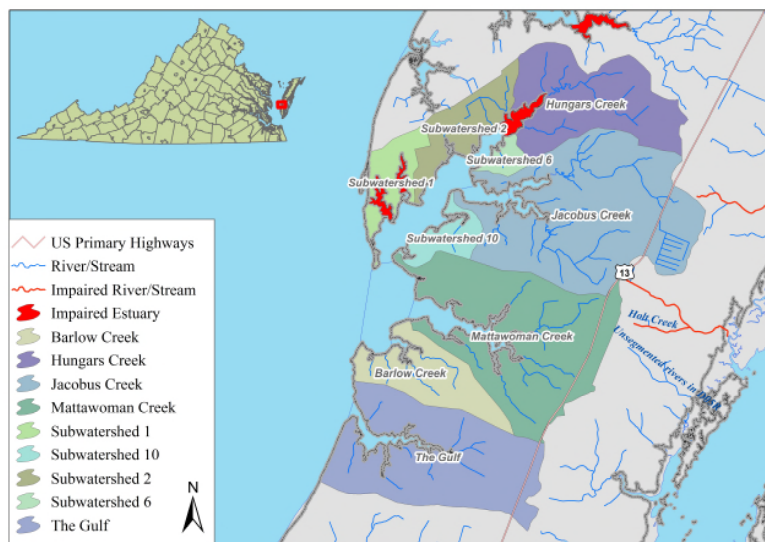 Hungars Creek
Subwatershed 2
Subwatershed 6
Subwatershed 1
Jacobus Creek
Subwatershed 10
13
Halt Creek
Unsegmented rivers in
Mattawoman Creek
Barlow Creek
The Gulf
US Primary Highways
River/Stream
Impaired River/Stream
Impaired Estuary
Barlow Creek
Hungars Creek
Jacobus Creek
Mattawoman Creek
Subwatershed 1
Subwatershed 10
Subwatershed 2
Subwatershed 6
The Gulf
N